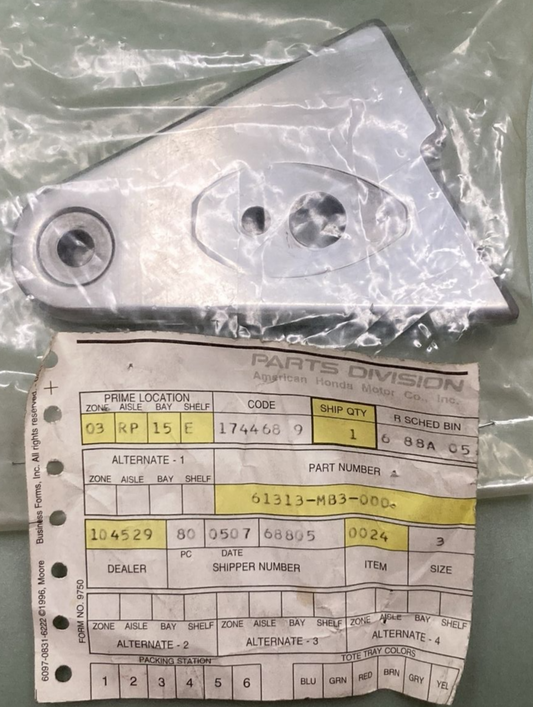 PARTS DIVISION
American Honda Motor Co., Inc.
PRIME LOCATION
ZONE AISLE BAY SHELF CODE SHIP QTY R SCHED BIN
03 RP 15 E 174468 9 1 6 88A 05
ALTERNATE - 1 PART NUMBER
ZONE AISLE BAY SHELF
61313-MB3-000
104529 80 0507 68805 0024 3
DEALER PC DATE SHIPPER NUMBER ITEM SIZE
ZONE AISLE BAY SHELF ZONE AISLE BAY SHELF ZONE AISLE BAY SHELF
ALTERNATE - 2 ALTERNATE - 3 ALTERNATE - 4
PACKING STATION TOTE TRAY COLORS
1 2 3 4 5 6 BLU GRN RED BRN GRY YEL
6097-0831-6222 ©1996, Moore Business Forms, Inc. All rights reserved.
FORM NO. 9750